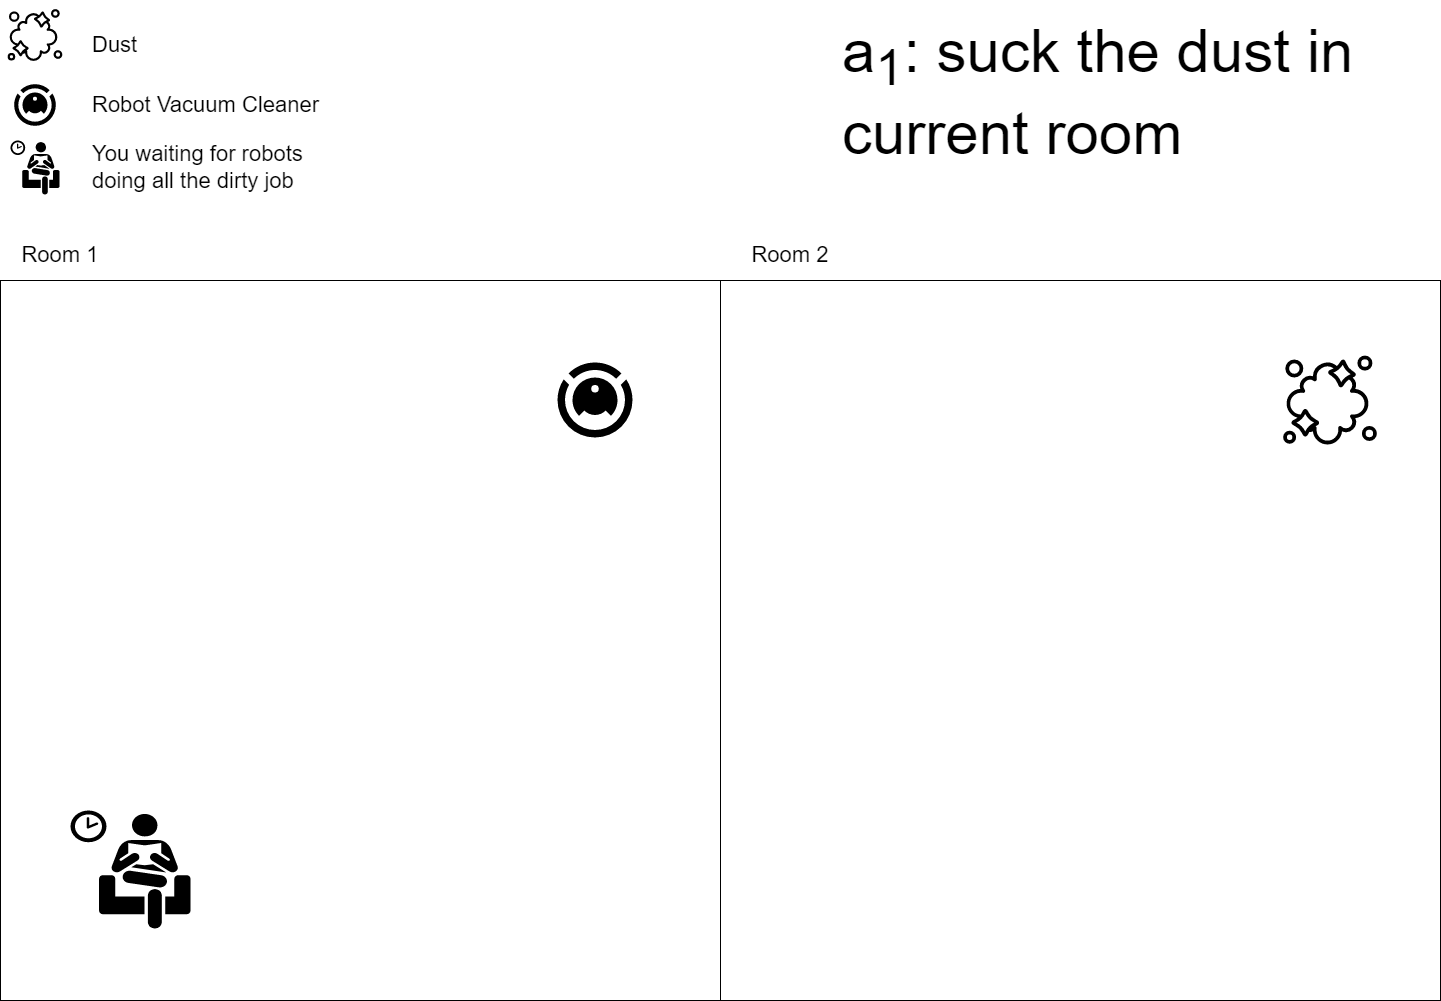 Dust
Robot Vacuum Cleaner
You waiting for robots
doing all the dirty job
a₁: suck the dust in
current room
Room 1
Room 2